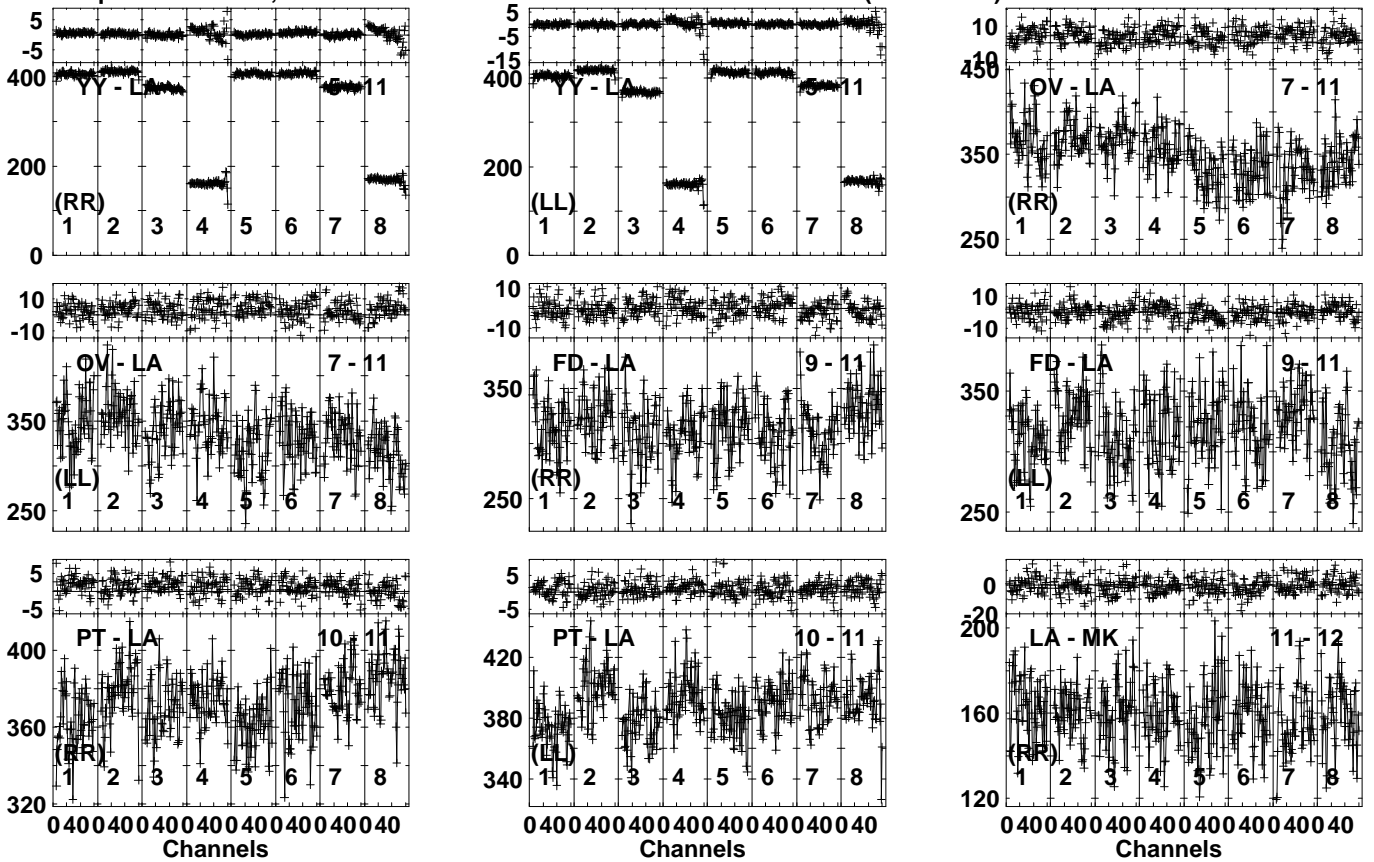 5 5 10
-5 -5
-15 -10
400 YY - LA 5 - 11 400 YY - LA 5 - 11 450 OV - LA 7 - 11
200 200 350
(RR) (LL) (RR)
1 2 3 4 5 6 7 8 1 2 3 4 5 6 7 8 1 2 3 4 5 6 7 8
0 0 250
10 10 10
-10 -10 -10
OV - LA 7 - 11 FD - LA 9 - 11 FD - LA 9 - 11
350 350 350
(LL) (RR) (LL)
1 2 3 4 5 6 7 8 1 2 3 4 5 6 7 8 1 2 3 4 5 6 7 8
250 250 250
5 5 0
-5 -5 -20
PT - LA 10 - 11 PT - LA 10 - 11 LA - MK 11 - 12
400 420 200
360 380 160
(RR) (LL) (RR)
1 2 3 4 5 6 7 8 1 2 3 4 5 6 7 8 1 2 3 4 5 6 7 8
320 340 120
0 40 0 40 0 40 0 40 0 40 0 40 0 40 0 40 0 40 0 40 0 40 0 40 0 40 0 40 0 40 0 40 0 40 0 40 0 40 0 40 0 40 0 40 0 40 0 40
Channels Channels Channels